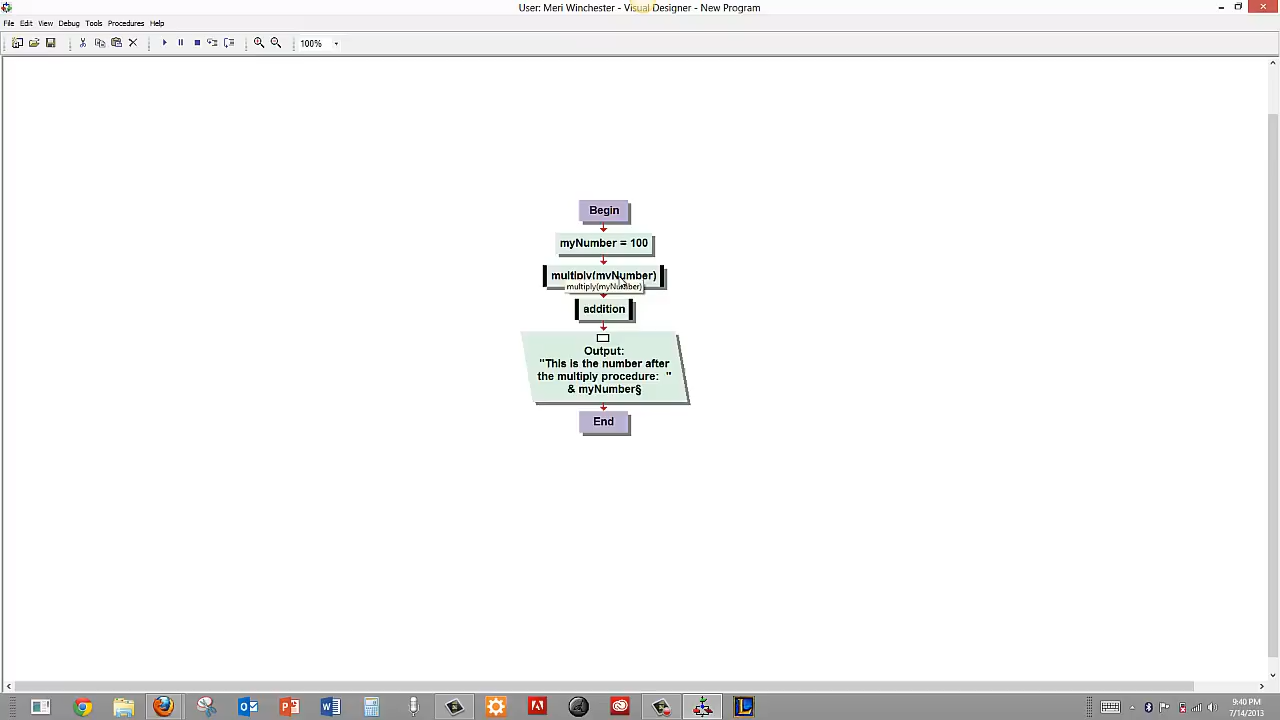 User: Meri Winchester - Visual Designer - New Program
File Edit View Debug Tools Procedures Help
100%
Begin
myNumber = 100
multiply(myNumber)
multiply(myNumber)
addition
Output:
"This is the number after
the multiply procedure:  "
& myNumber§
End
9:40 PM
7/14/2013